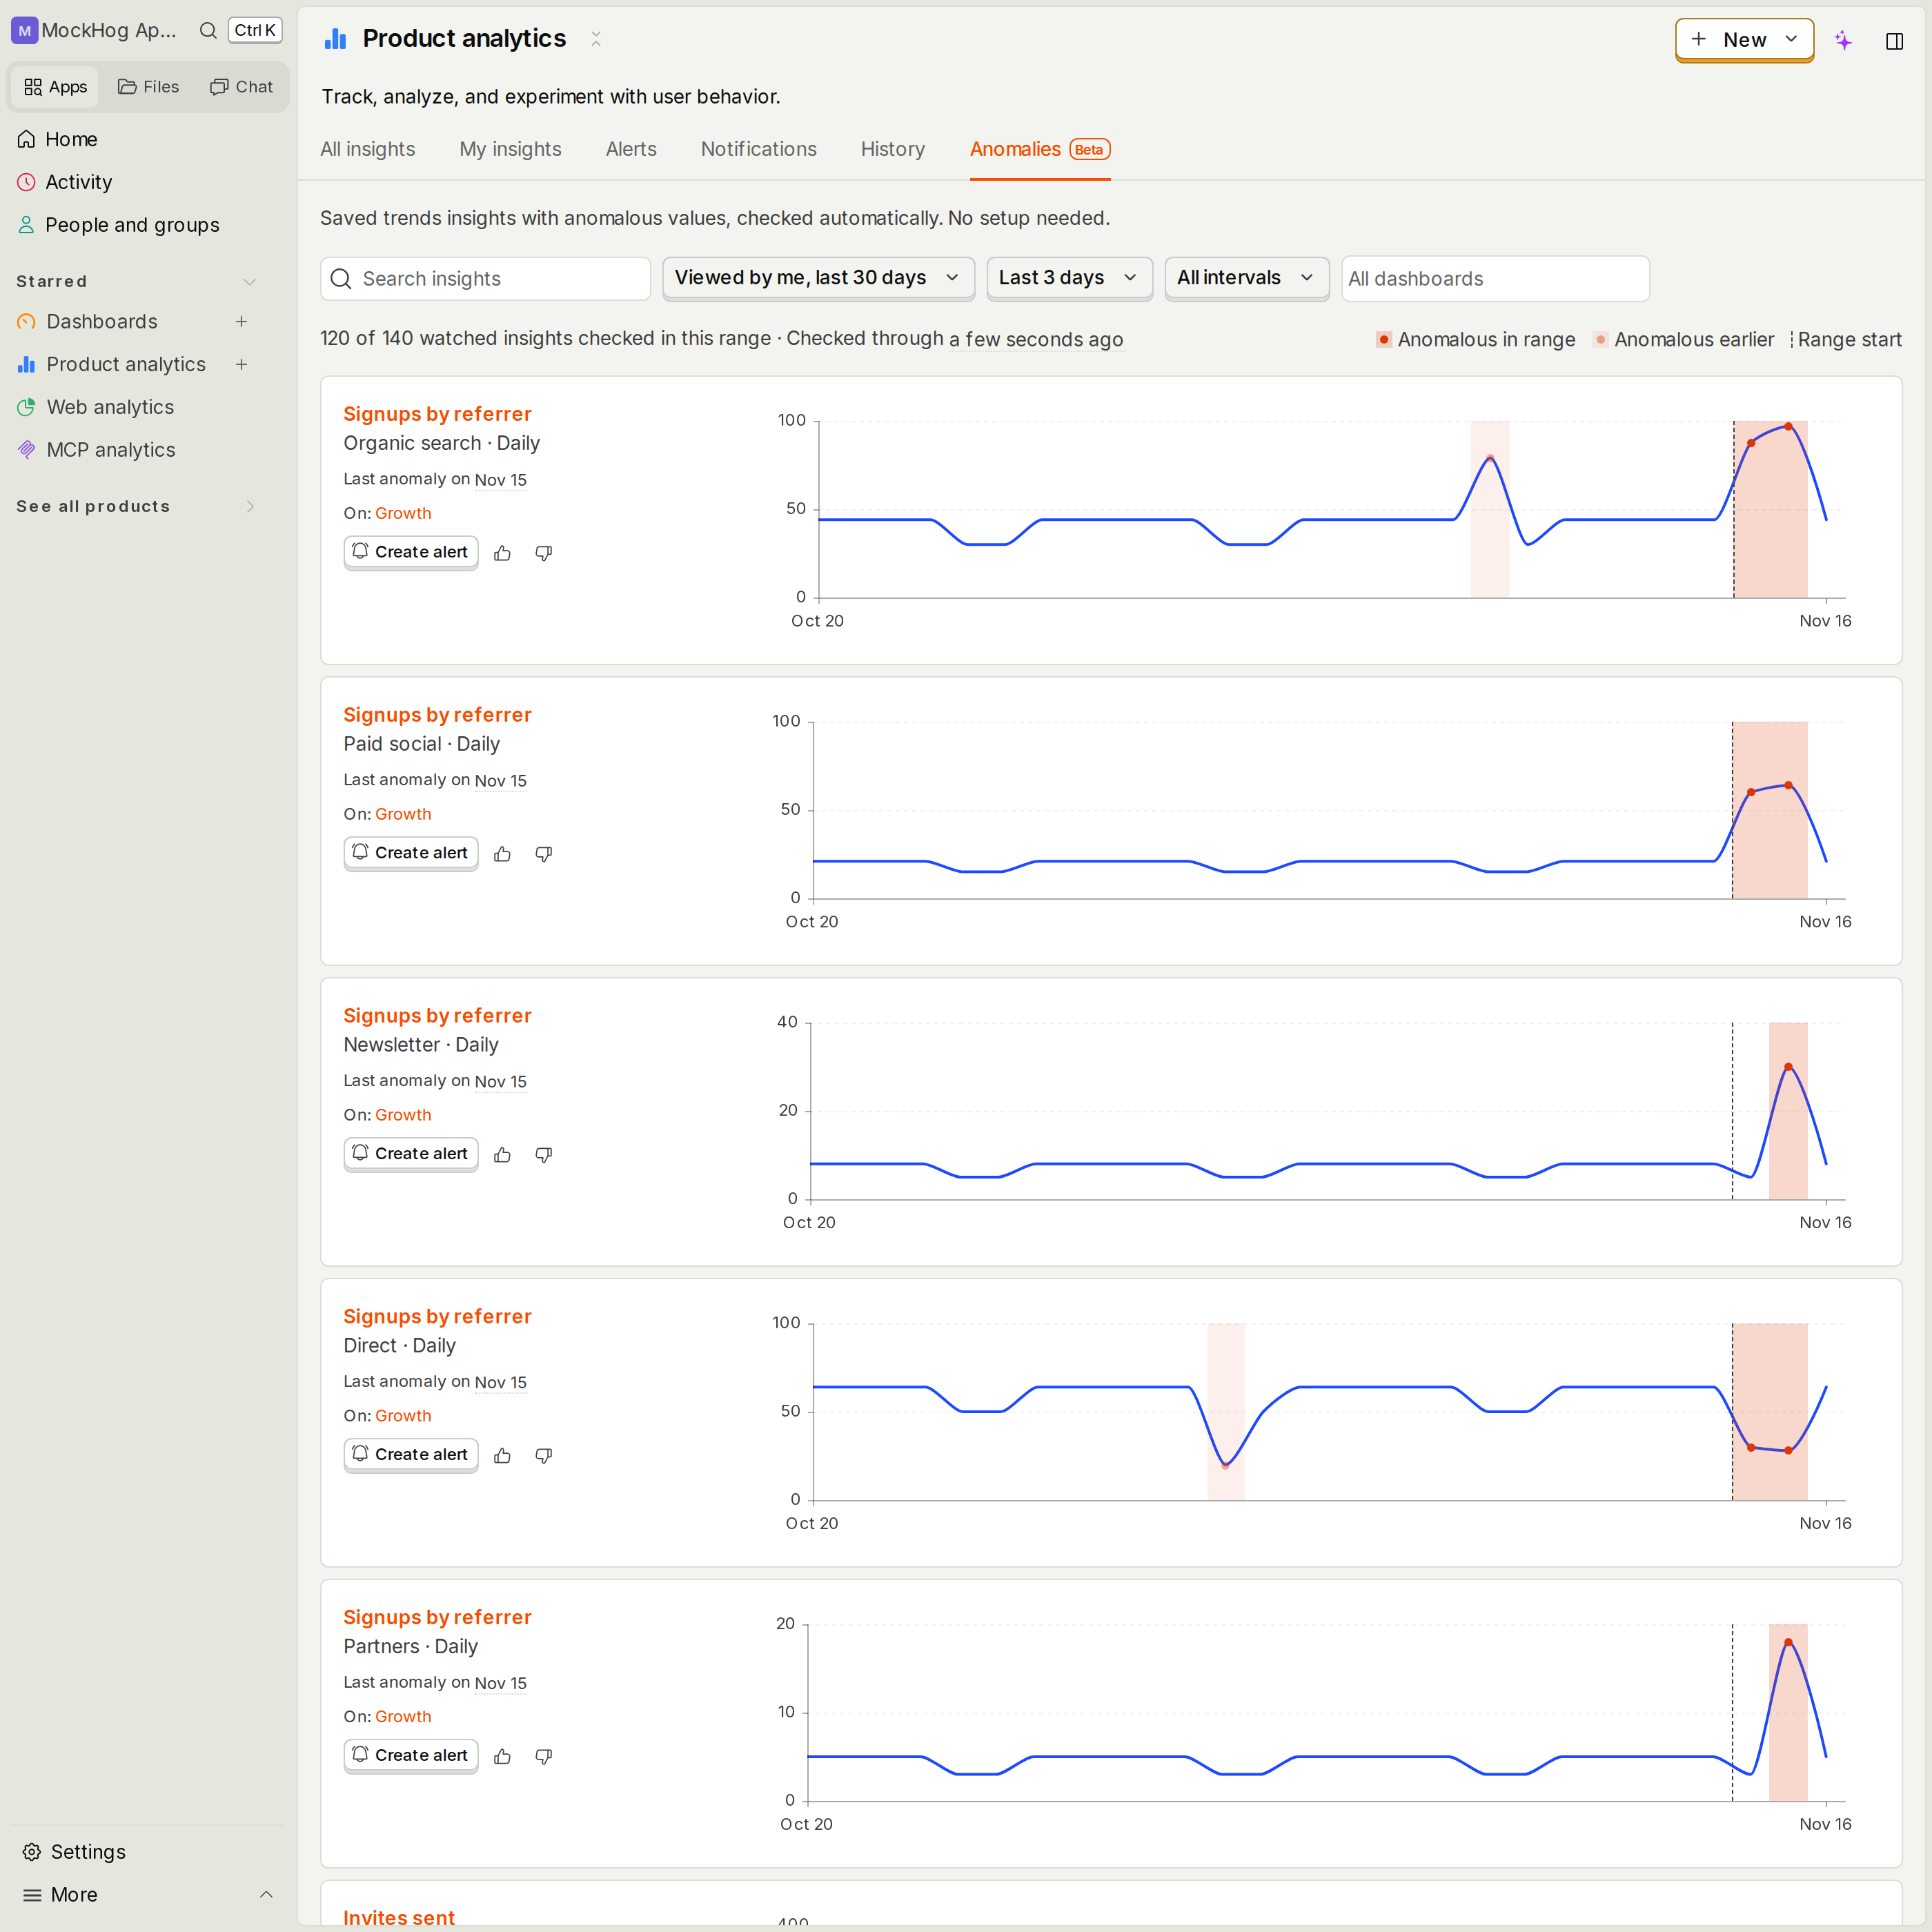 M MockHog Ap... Ctrl K
Apps Files Chat
Home
Activity
People and groups
Starred
Dashboards
Product analytics
Web analytics
MCP analytics
See all products
Settings
More
Product analytics
New
Track, analyze, and experiment with user behavior.
All insights My insights Alerts Notifications History Anomalies Beta
Saved trends insights with anomalous values, checked automatically. No setup needed.
Search insights Viewed by me, last 30 days Last 3 days All intervals All dashboards
120 of 140 watched insights checked in this range · Checked through a few seconds ago
Anomalous in range Anomalous earlier Range start
Signups by referrer
Organic search · Daily
Last anomaly on Nov 15
On: Growth
Create alert
100
50
0
Oct 20 Nov 16
Signups by referrer
Paid social · Daily
Last anomaly on Nov 15
On: Growth
Create alert
100
50
0
Oct 20 Nov 16
Signups by referrer
Newsletter · Daily
Last anomaly on Nov 15
On: Growth
Create alert
40
20
0
Oct 20 Nov 16
Signups by referrer
Direct · Daily
Last anomaly on Nov 15
On: Growth
Create alert
100
50
0
Oct 20 Nov 16
Signups by referrer
Partners · Daily
Last anomaly on Nov 15
On: Growth
Create alert
20
10
0
Oct 20 Nov 16
Invites sent
400